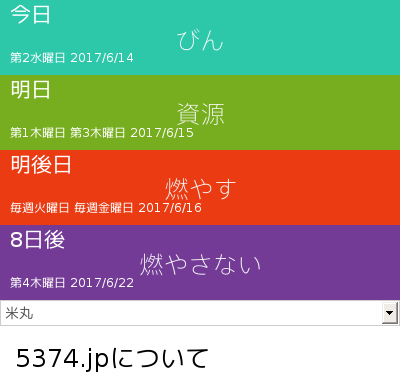 今日
びん
第2水曜日 2017/6/14
明日
資源
第1木曜日 第3木曜日 2017/6/15
明後日
燃やす
毎週火曜日 毎週金曜日 2017/6/16
8日後
燃やさない
第4木曜日 2017/6/22
米丸
5374.jpについて